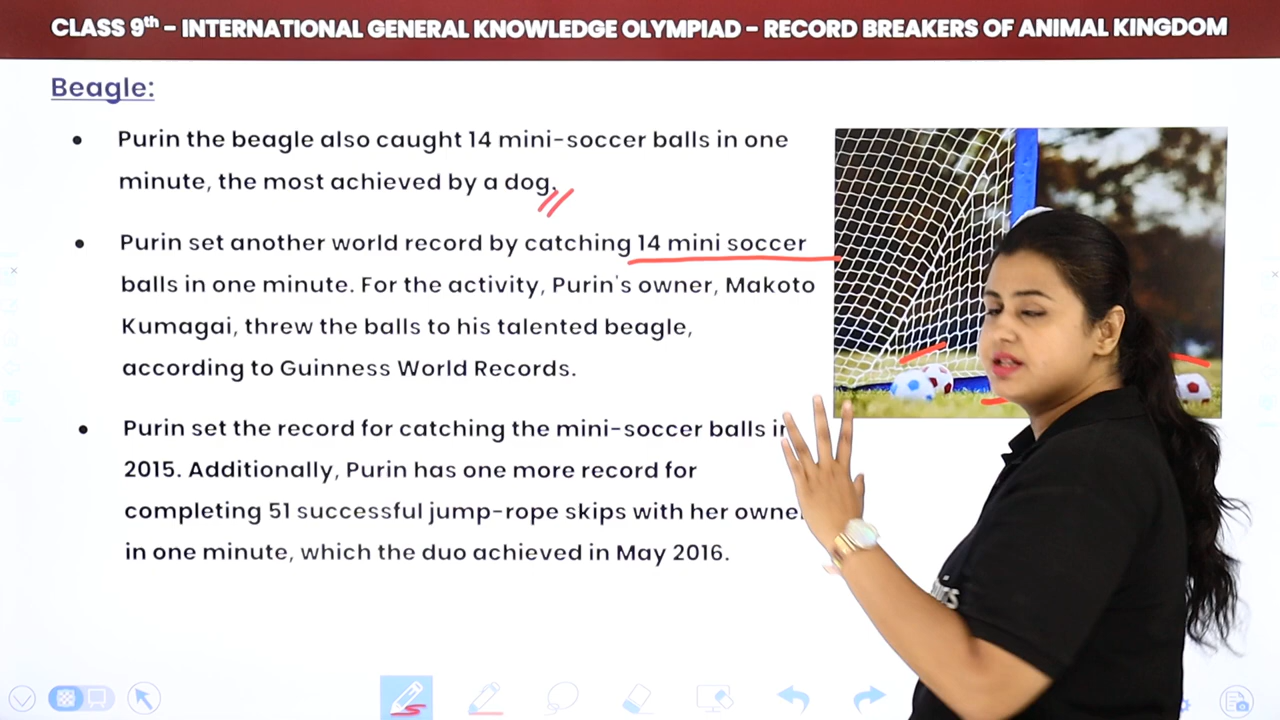 CLASS 9th – INTERNATIONAL GENERAL KNOWLEDGE OLYMPIAD – RECORD BREAKERS OF ANIMAL KINGDOM
Beagle:
• Purin the beagle also caught 14 mini-soccer balls in one
minute, the most achieved by a dog.
• Purin set another world record by catching 14 mini soccer
balls in one minute. For the activity, Purin's owner, Makoto
Kumagai, threw the balls to his talented beagle,
according to Guinness World Records.
• Purin set the record for catching the mini-soccer balls in
2015. Additionally, Purin has one more record for
completing 51 successful jump-rope skips with her owner
in one minute, which the duo achieved in May 2016.